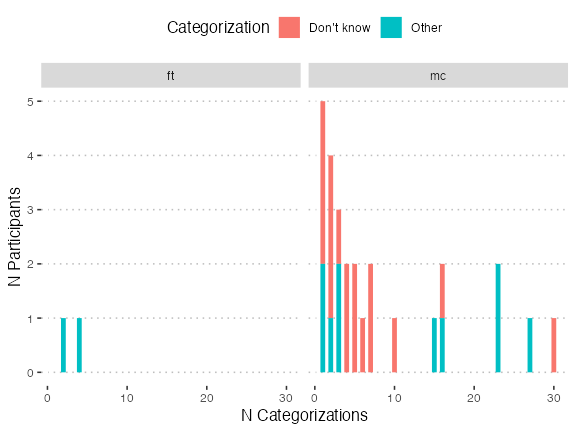 Categorization Don't know Other
ft mc
5
4
3
2
1
0
N Participants
0 10 20 30 0 10 20 30
N Categorizations